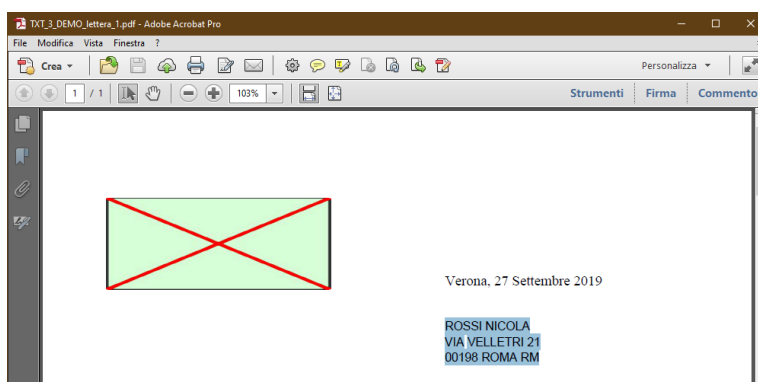 TXT_3_DEMO_lettera_1.pdf - Adobe Acrobat Pro
File Modifica Vista Finestra ?
Crea Personalizza
1 / 1 103% Strumenti Firma Commento
Verona, 27 Settembre 2019
ROSSI NICOLA
VIA VELLETRI 21
00198 ROMA RM